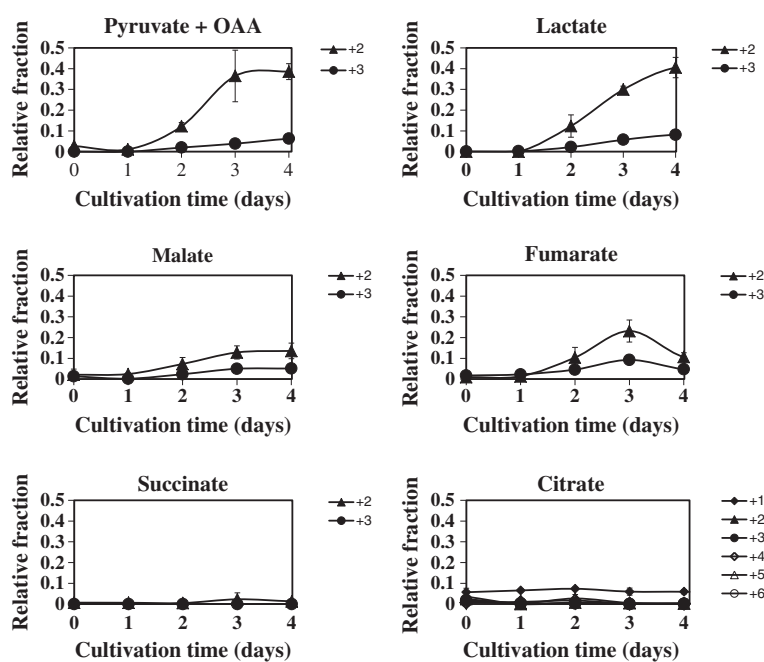 Pyruvate + OAA
Relative fraction
0.5
0.4
0.3
0.2
0.1
0
0 1 2 3 4
Cultivation time (days)
+2
+3
Lactate
Relative fraction
0.5
0.4
0.3
0.2
0.1
0
0 1 2 3 4
Cultivation time (days)
+2
+3
Malate
Relative fraction
0.5
0.4
0.3
0.2
0.1
0
0 1 2 3 4
Cultivation time (days)
+2
+3
Fumarate
Relative fraction
0.5
0.4
0.3
0.2
0.1
0
0 1 2 3 4
Cultivation time (days)
+2
+3
Succinate
Relative fraction
0.5
0.4
0.3
0.2
0.1
0
0 1 2 3 4
Cultivation time (days)
+2
+3
Citrate
Relative fraction
0.5
0.4
0.3
0.2
0.1
0
0 1 2 3 4
Cultivation time (days)
+1
+2
+3
+4
+5
+6